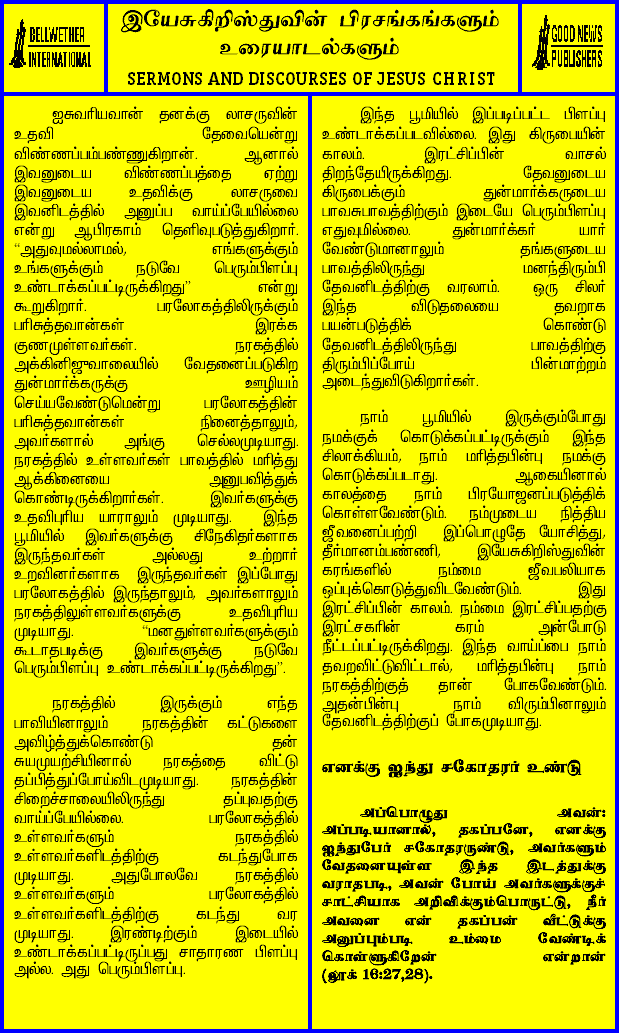 BELLWETHER
INTERNATIONAL
இயேசுகிறிஸ்துவின் பிரசங்கங்களும்
உரையாடல்களும்
SERMONS AND DISCOURSES OF JESUS CHRIST
GOOD NEWS
PUBLISHERS
ஐசுவரியவான் தனக்கு லாசருவின்
உதவி தேவையென்று
விண்ணப்பம்பண்ணுகிறான். ஆனால்
இவனுடைய விண்ணப்பத்தை ஏற்று
இவனுடைய உதவிக்கு லாசருவை
இவனிடத்தில் அனுப்ப வாய்ப்பேயில்லை
என்று ஆபிரகாம் தெளிவுபடுத்துகிறார்.
“அதுவுமல்லாமல், எங்களுக்கும்
உங்களுக்கும் நடுவே பெரும்பிளப்பு
உண்டாக்கப்பட்டிருக்கிறது” என்று
கூறுகிறார். பரலோகத்திலிருக்கும்
பரிசுத்தவான்கள் இரக்க
குணமுள்ளவர்கள். நரகத்தில்
அக்கினிஜுவாலையில் வேதனைப்படுகிற
துன்மார்க்கருக்கு ஊழியம்
செய்யவேண்டுமென்று பரலோகத்தின்
பரிசுத்தவான்கள் நினைத்தாலும்,
அவர்களால் அங்கு செல்லமுடியாது.
நரகத்தில் உள்ளவர்கள் பாவத்தில் மரித்து
ஆக்கினையை அனுபவித்துக்
கொண்டிருக்கிறார்கள். இவர்களுக்கு
உதவிபுரிய யாராலும் முடியாது. இந்த
பூமியில் இவர்களுக்கு சிநேகிதர்களாக
இருந்தவர்கள் அல்லது உற்றார்
உறவினர்களாக இருந்தவர்கள் இப்போது
பரலோகத்தில் இருந்தாலும், அவர்களாலும்
நரகத்திலுள்ளவர்களுக்கு உதவிபுரிய
முடியாது. “மனதுள்ளவர்களுக்கும்
கூடாதபடிக்கு இவர்களுக்கு நடுவே
பெரும்பிளப்பு உண்டாக்கப்பட்டிருக்கிறது”.
நரகத்தில் இருக்கும் எந்த
பாவியினாலும் நரகத்தின் கட்டுகளை
அவிழ்த்துக்கொண்டு தன்
சுயமுயற்சியினால் நரகத்தை விட்டு
தப்பித்துப்போய்விடமுடியாது. நரகத்தின்
சிறைச்சாலையிலிருந்து தப்புவதற்கு
வாய்ப்பேயில்லை. பரலோகத்தில்
உள்ளவர்களும் நரகத்தில்
உள்ளவர்களிடத்திற்கு கடந்துபோக
முடியாது. அதுபோலவே நரகத்தில்
உள்ளவர்களும் பரலோகத்தில்
உள்ளவர்களிடத்திற்கு கடந்து வர
முடியாது. இரண்டிற்கும் இடையில்
உண்டாக்கப்பட்டிருப்பது சாதாரண பிளப்பு
அல்ல. அது பெரும்பிளப்பு.
இந்த பூமியில் இப்படிப்பட்ட பிளப்பு
உண்டாக்கப்படவில்லை. இது கிருபையின்
காலம். இரட்சிப்பின் வாசல்
திறந்தேயிருக்கிறது. தேவனுடைய
கிருபைக்கும் துன்மார்க்கருடைய
பாவசுபாவத்திற்கும் இடையே பெரும்பிளப்பு
எதுவுமில்லை. துன்மார்க்கர் யார்
வேண்டுமானாலும் தங்களுடைய
பாவத்திலிருந்து மனந்திரும்பி
தேவனிடத்திற்கு வரலாம். ஒரு சிலர்
இந்த விடுதலையை தவறாக
பயன்படுத்திக் கொண்டு
தேவனிடத்திலிருந்து பாவத்திற்கு
திரும்பிப்போய் பின்மாற்றம்
அடைந்துவிடுகிறார்கள்.
நாம் பூமியில் இருக்கும்போது
நமக்குக் கொடுக்கப்பட்டிருக்கும் இந்த
சிலாக்கியம், நாம் மரித்தபின்பு நமக்கு
கொடுக்கப்படாது. ஆகையினால்
காலத்தை நாம் பிரயோஜனப்படுத்திக்
கொள்ளவேண்டும். நம்முடைய நித்திய
ஜீவனைப்பற்றி இப்பொழுதே யோசித்து,
தீர்மானம்பண்ணி, இயேசுகிறிஸ்துவின்
கரங்களில் நம்மை ஜீவபலியாக
ஒப்புக்கொடுத்துவிடவேண்டும். இது
இரட்சிப்பின் காலம். நம்மை இரட்சிப்பதற்கு
இரட்சகரின் கரம் அன்போடு
நீட்டப்பட்டிருக்கிறது. இந்த வாய்ப்பை நாம்
தவறவிட்டுவிட்டால், மரித்தபின்பு நாம்
நரகத்திற்குத் தான் போகவேண்டும்.
அதன்பின்பு நாம் விரும்பினாலும்
தேவனிடத்திற்குப் போகமுடியாது.
எனக்கு ஐந்து சகோதரர் உண்டு
அப்பொழுது அவன்:
அப்படியானால், தகப்பனே, எனக்கு
ஐந்துபேர் சகோதரருண்டு, அவர்களும்
வேதனையுள்ள இந்த இடத்துக்கு
வராதபடி, அவன் போய் அவர்களுக்குச்
சாட்சியாக அறிவிக்கும்பொருட்டு, நீர்
அவனை என் தகப்பன் வீட்டுக்கு
அனுப்பும்படி உம்மை வேண்டிக்
கொள்ளுகிறேன் என்றான்
(லூக் 16:27,28).